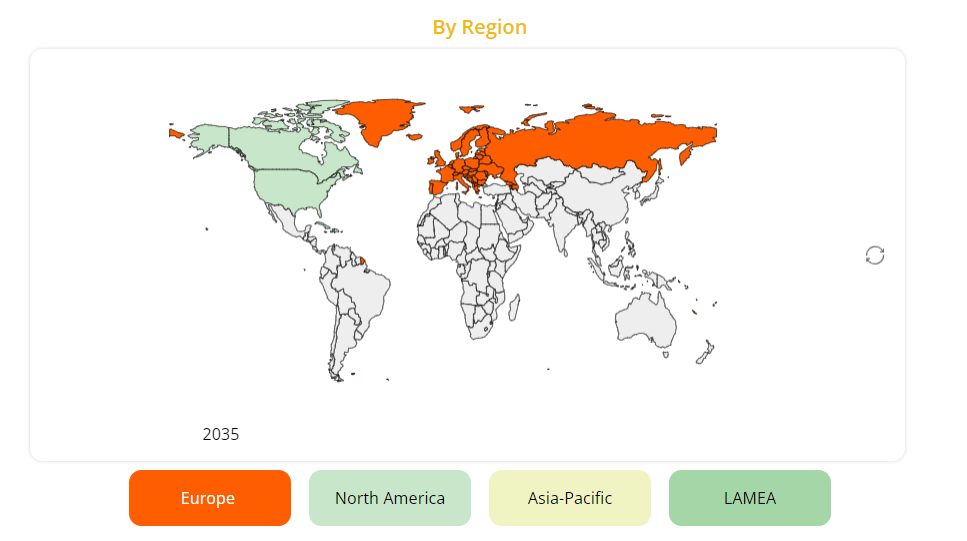 By Region
2035
Europe
North America
Asia-Pacific
LAMEA